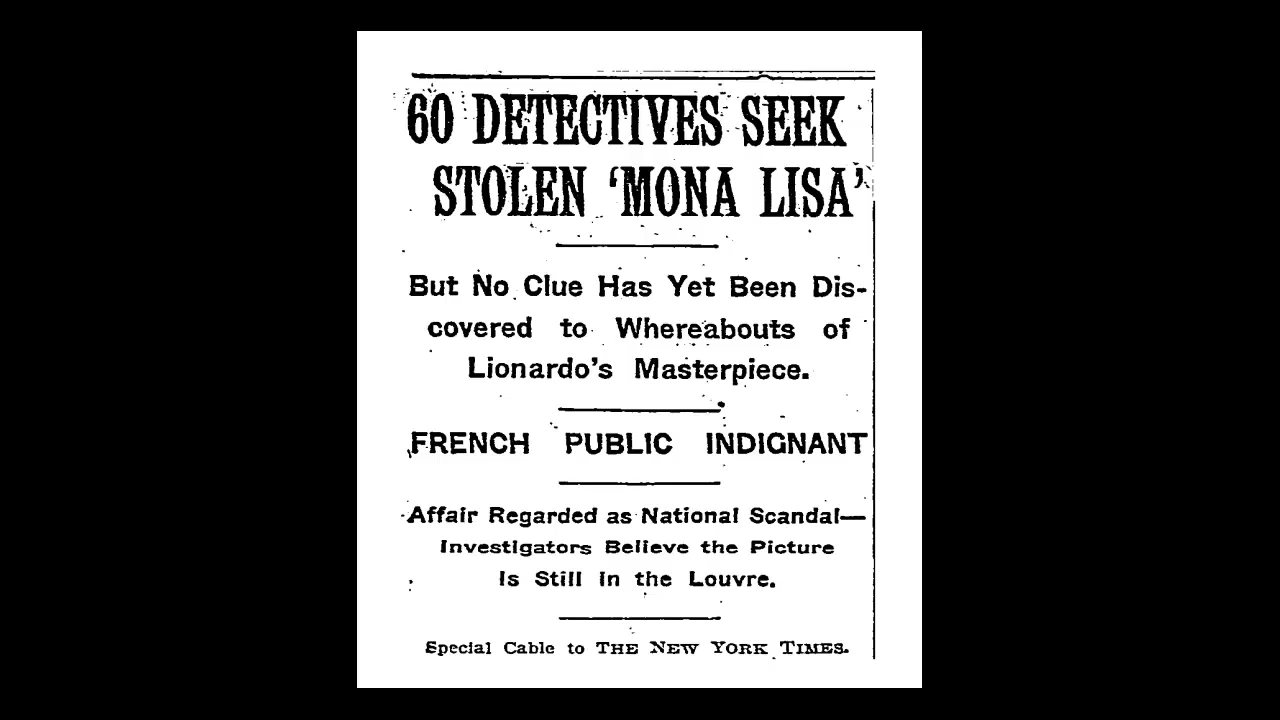 60 DETECTIVES SEEK
STOLEN 'MONA LISA'
But No Clue Has Yet Been Dis-
covered to Whereabouts of
Lionardo's Masterpiece.
FRENCH PUBLIC INDIGNANT
Affair Regarded as National Scandal—
Investigators Believe the Picture
Is Still in the Louvre.
Special Cable to THE NEW YORK TIMES.